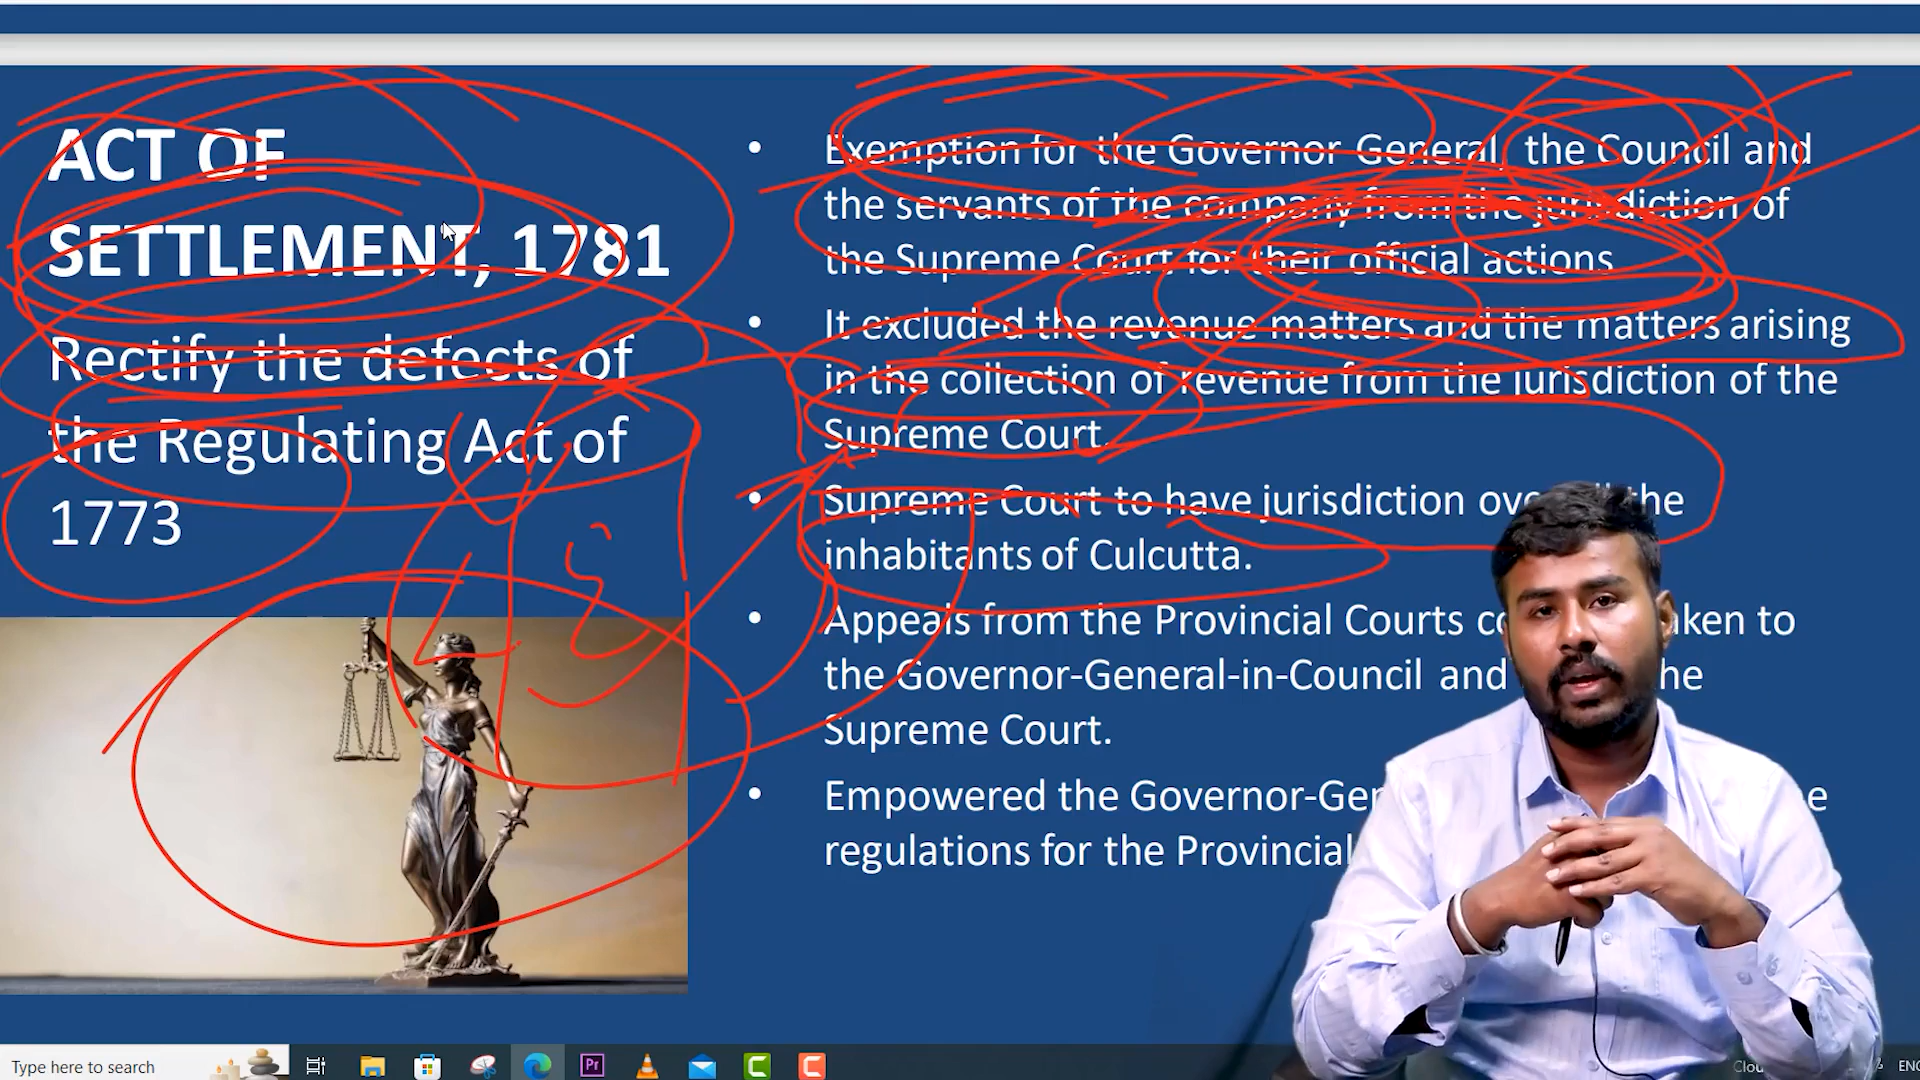 ACT OF
SETTLEMENT, 1781
Rectify the defects of
the Regulating Act of
1773
• Exemption for the Governor General, the Council and
the servants of the company from the jurisdiction of
the Supreme Court for their official actions
• It excluded the revenue matters and the matters arising
in the collection of revenue from the jurisdiction of the
Supreme Court.
• Supreme Court to have jurisdiction the
inhabitants of Culcutta.
• Appeals from the Provincial Courts to
the Governor-General-in-Council and
Supreme Court.
• Empowered the
regulations for the Provincial
Type here to search
Pr